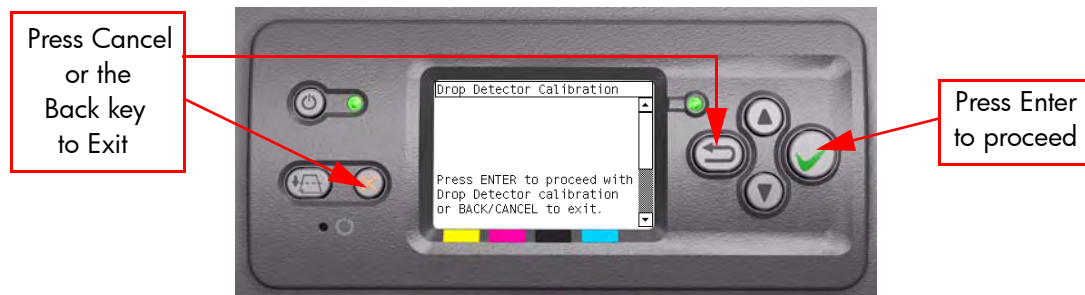 Press Cancel
or the
Back key
to Exit
Drop Detector Calibration
Press ENTER to proceed with
Drop Detector calibration
or BACK/CANCEL to exit.
Press Enter
to proceed